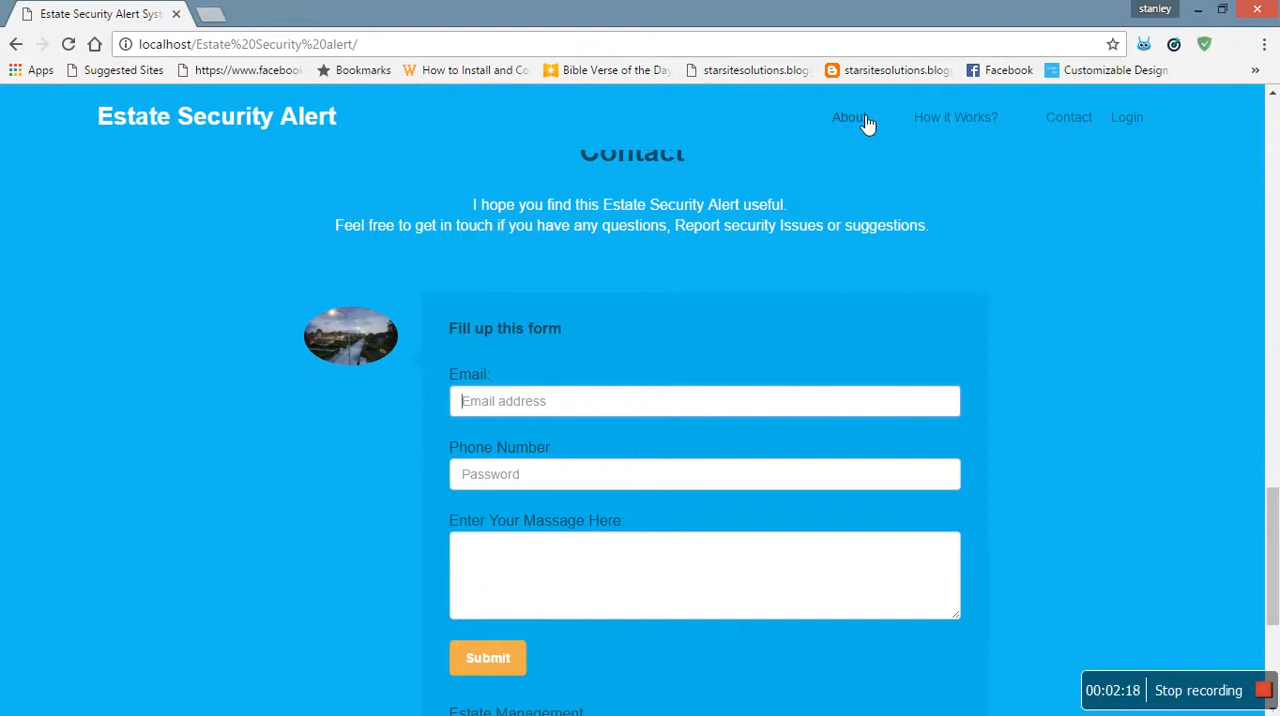 Estate Security Alert Syst
stanley
localhost/Estate%20Security%20alert/
Apps
Suggested Sites
https://www.facebook
Bookmarks
How to Install and Co
Bible Verse of the Day
starsitesolutions.blogs
starsitesolutions.blogs
Facebook
Customizable Design
»
Estate Security Alert
About
How it Works?
Contact
Login
Contact
I hope you find this Estate Security Alert useful.
Feel free to get in touch if you have any questions, Report security Issues or suggestions.
Fill up this form
Email:
Email address
Phone Number
Password
Enter Your Massage Here:
Submit
Estate Management
00:02:18
Stop recording